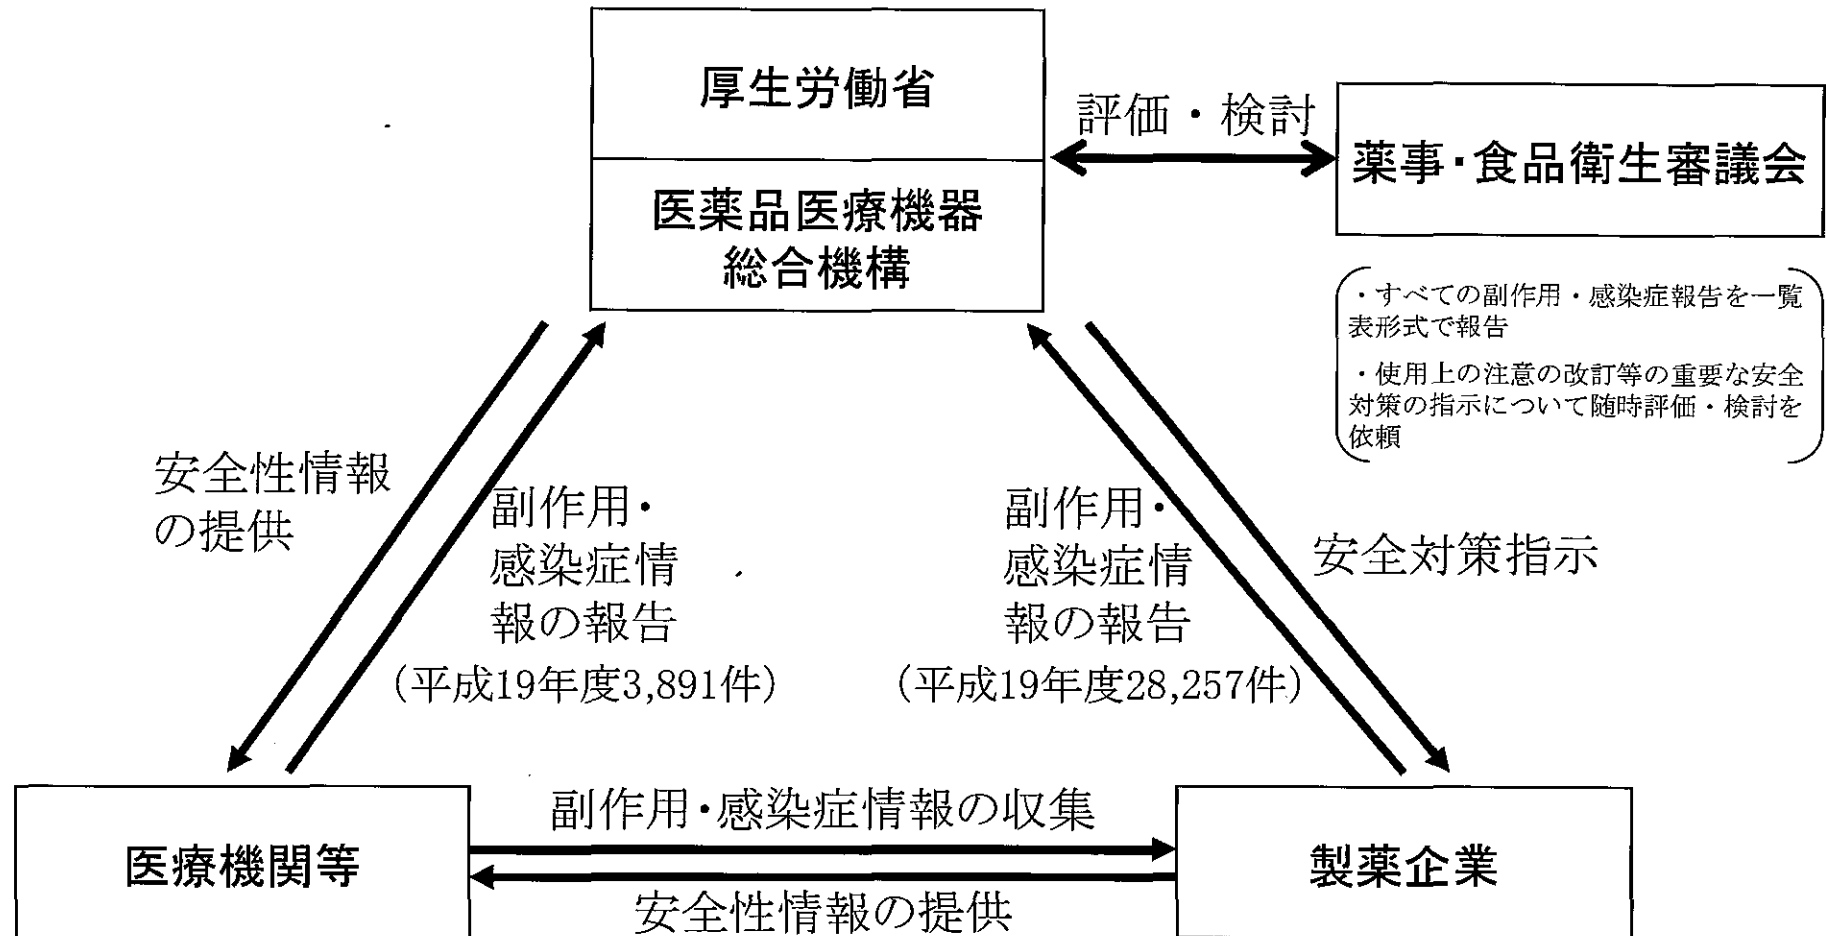 厚生労働省
医薬品医療機器
総合機構
評価・検討
薬事・食品衛生審議会
・すべての副作用・感染症報告を一覧
表形式で報告
・使用上の注意の改訂等の重要な安全
対策の指示について随時評価・検討を
依頼
安全性情報
の提供
副作用・
感染症情
報の報告
（平成19年度3,891件）
副作用・
感染症情
報の報告
（平成19年度28,257件）
安全対策指示
医療機関等
副作用・感染症情報の収集
安全性情報の提供
製薬企業